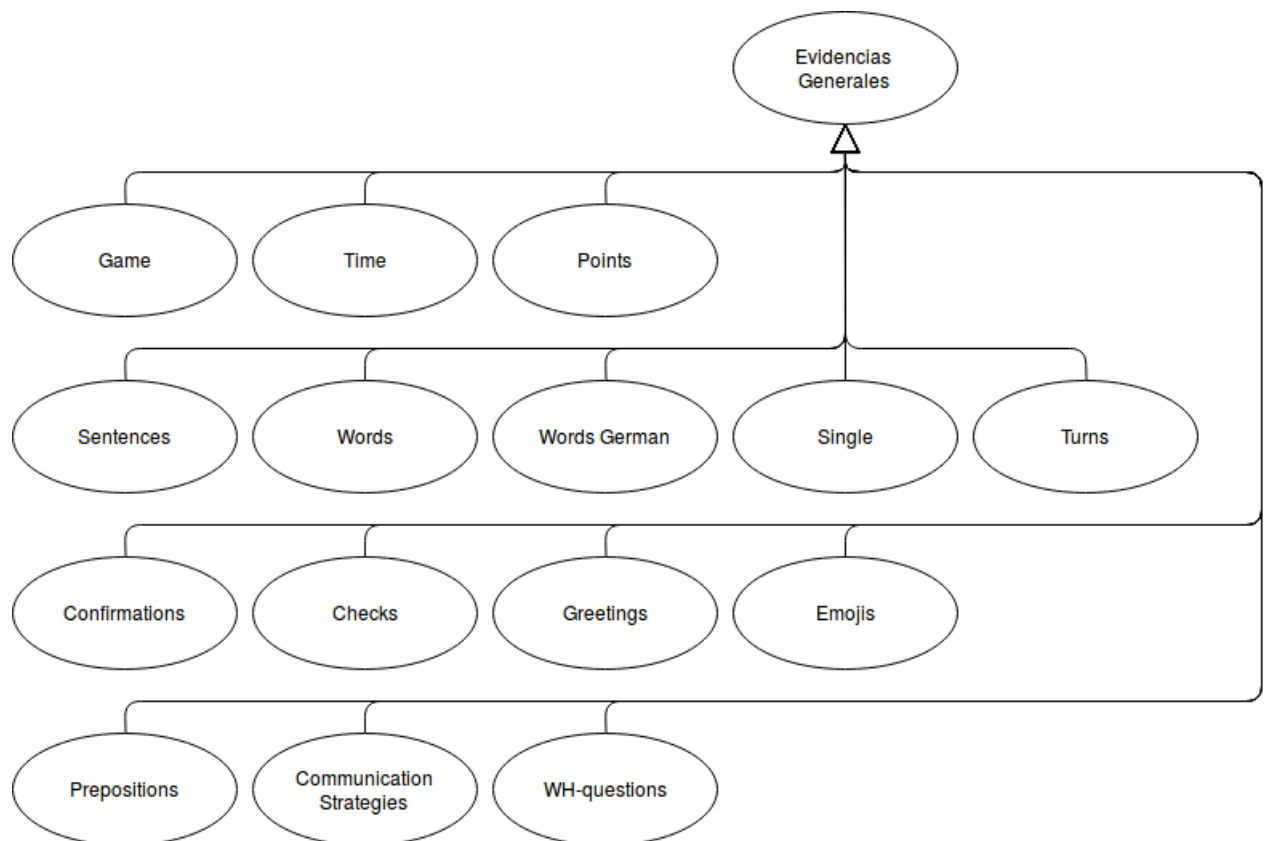 Evidencias
Generales
Game
Time
Points
Sentences
Words
Words German
Single
Turns
Confirmations
Checks
Greetings
Emojis
Prepositions
Communication
Strategies
WH-questions